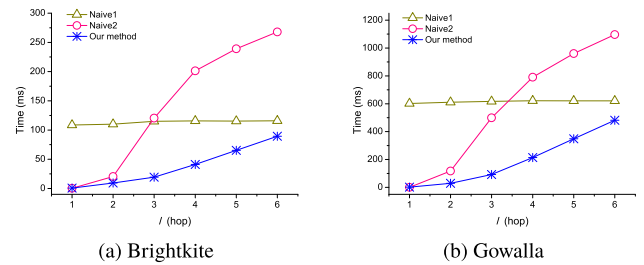 300
250
200
150
100
50
0
Time (ms)
Naive1
Naive2
Our method
1 2 3 4 5 6
l (hop)
(a) Brightkite
1200
1000
800
600
400
200
0
Time (ms)
Naive1
Naive2
Our method
1 2 3 4 5 6
l (hop)
(b) Gowalla